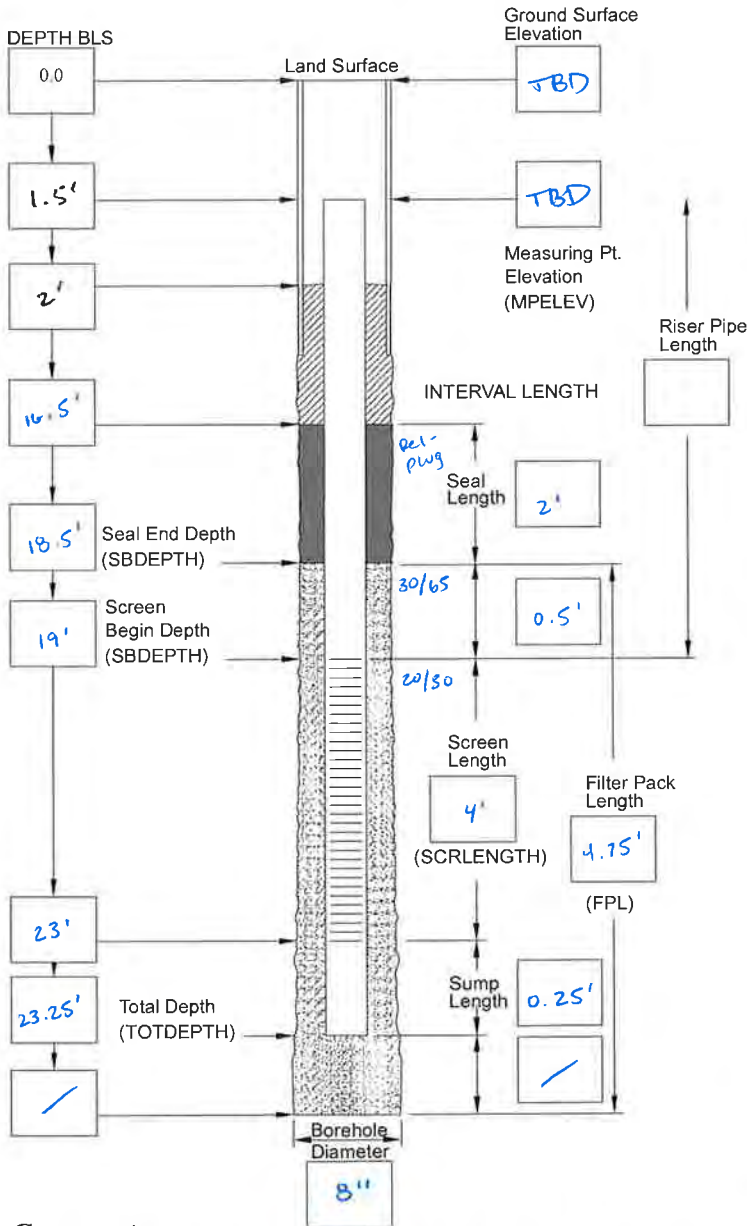 Ground Surface
Elevation
DEPTH BLS
0.0
Land Surface
TBD
1.5'
TBD
2'
Measuring Pt.
Elevation
(MPELEV)
Riser Pipe
Length
16.5'
INTERVAL LENGTH
Seal
Length
2'
18.5'
Seal End Depth
(SBDEPTH)
30/65
0.5'
19'
Screen
Begin Depth
(SBDEPTH)
20/30
Screen
Length
4'
(SCRLENGTH)
Filter Pack
Length
4.75'
(FPL)
23'
23.25'
Total Depth
(TOTDEPTH)
Sump
Length
0.25'
/
/
Borehole
Diameter
8"